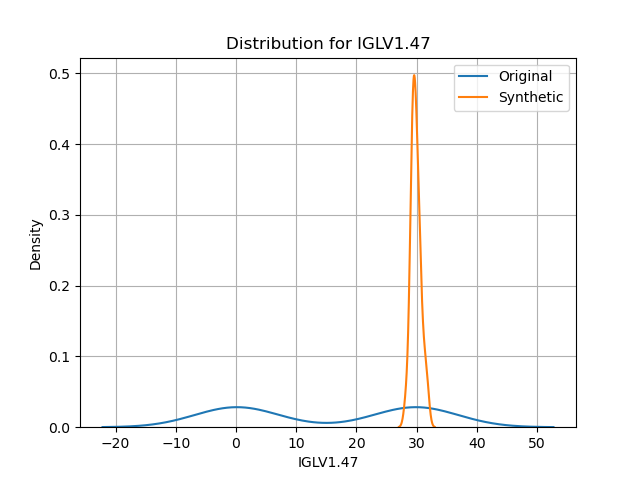 Distribution for IGLV1.47
Original
Synthetic
Density
0.5
0.4
0.3
0.2
0.1
0.0
−20 −10 0 10 20 30 40 50
IGLV1.47